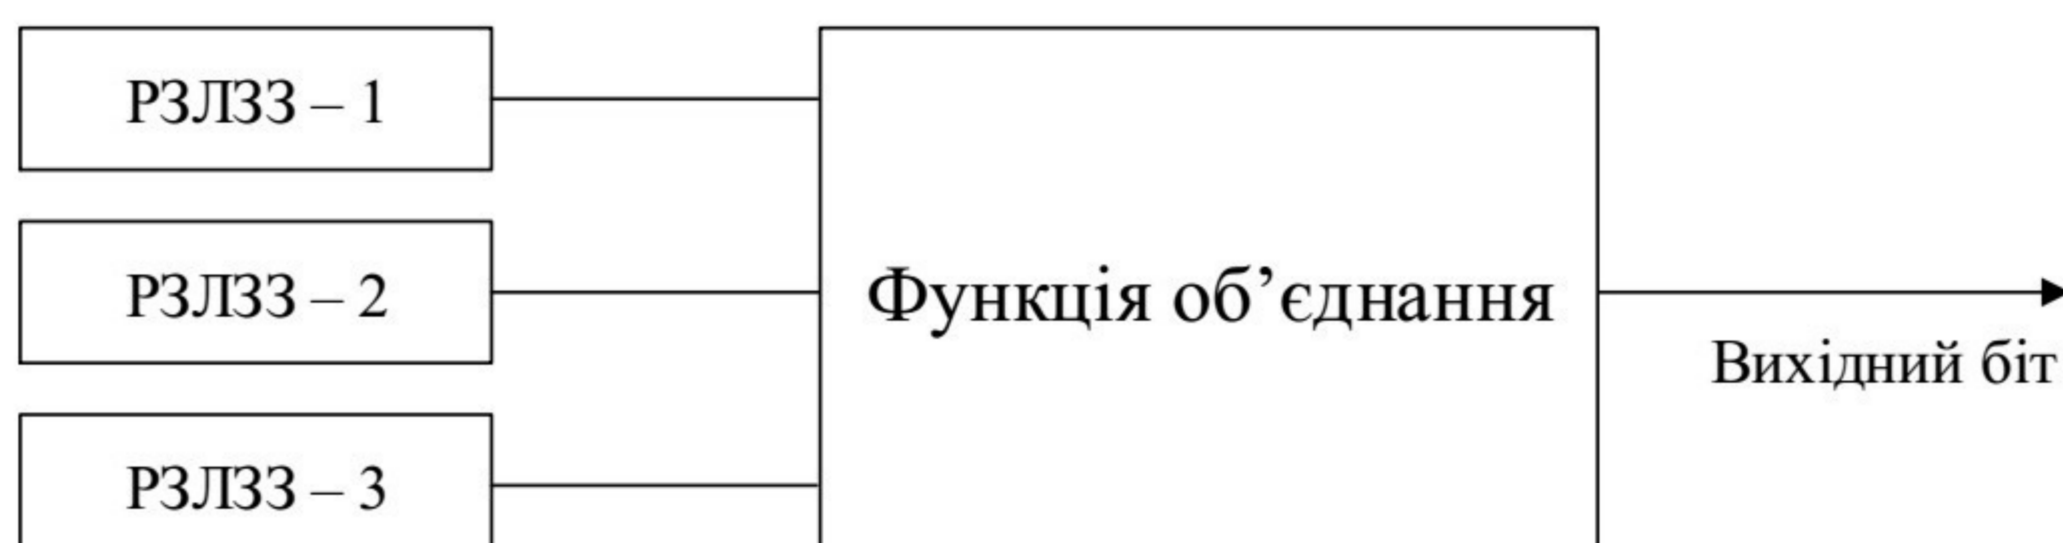 РЗЛЗЗ – 1
РЗЛЗЗ – 2
Функція об’єднання
Вихідний біт
РЗЛЗЗ – 3